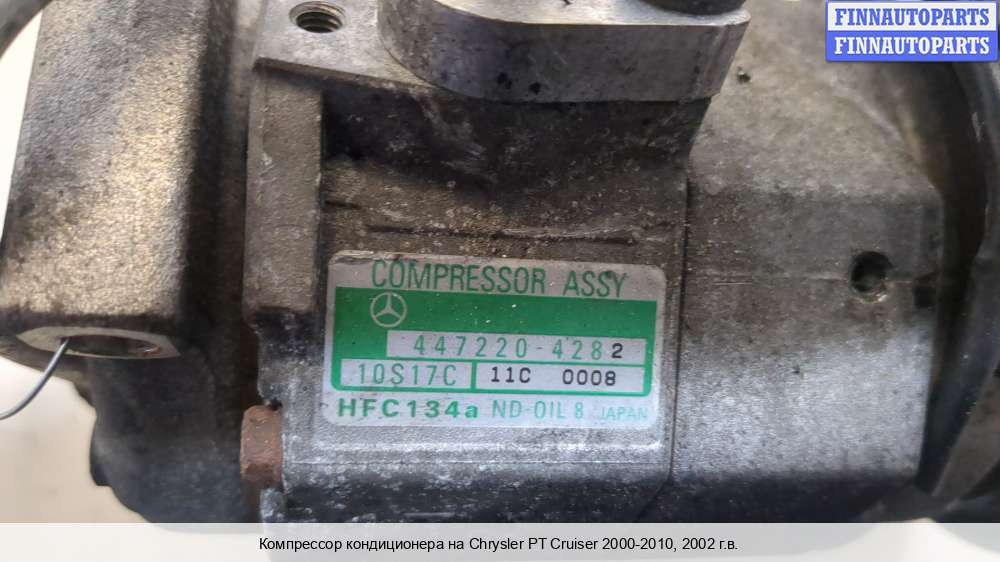 FINNAUTOPARTS
FINNAUTOPARTS
COMPRESSOR ASSY
447220-4282
10S17C 11C 0008
HFC134a ND-OIL 8 JAPAN
Компрессор кондиционера на Chrysler PT Cruiser 2000-2010, 2002 г.в.